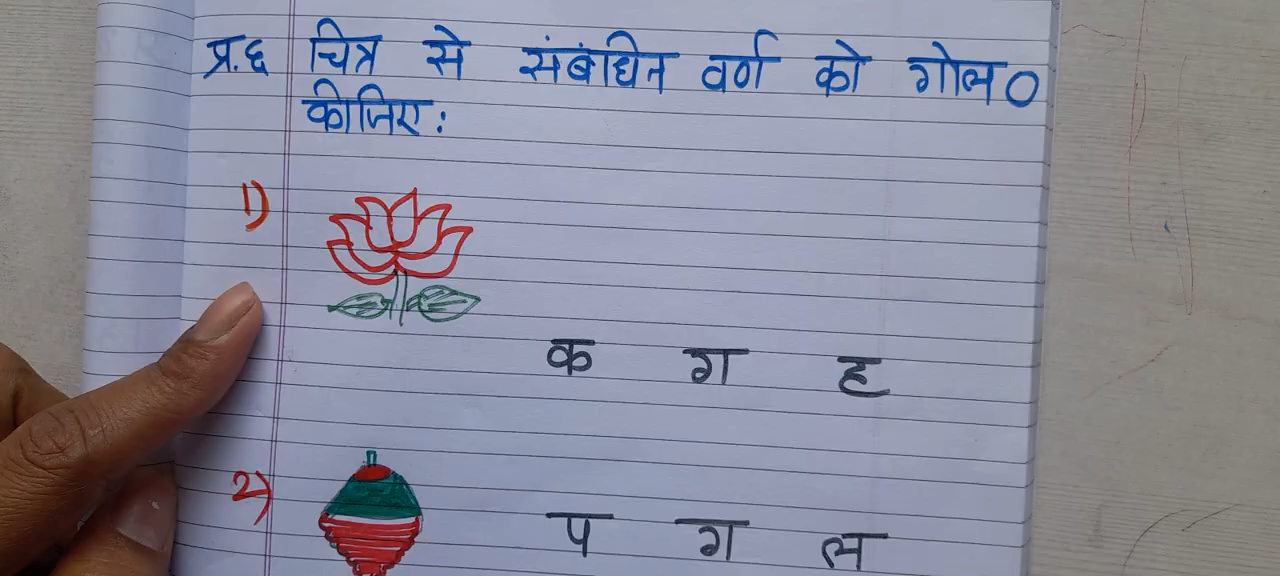 प्र.६ चित्र से संबंधित वर्ण को गोल ○
कीजिए:
1)
क ग ह
2)
प ग ल